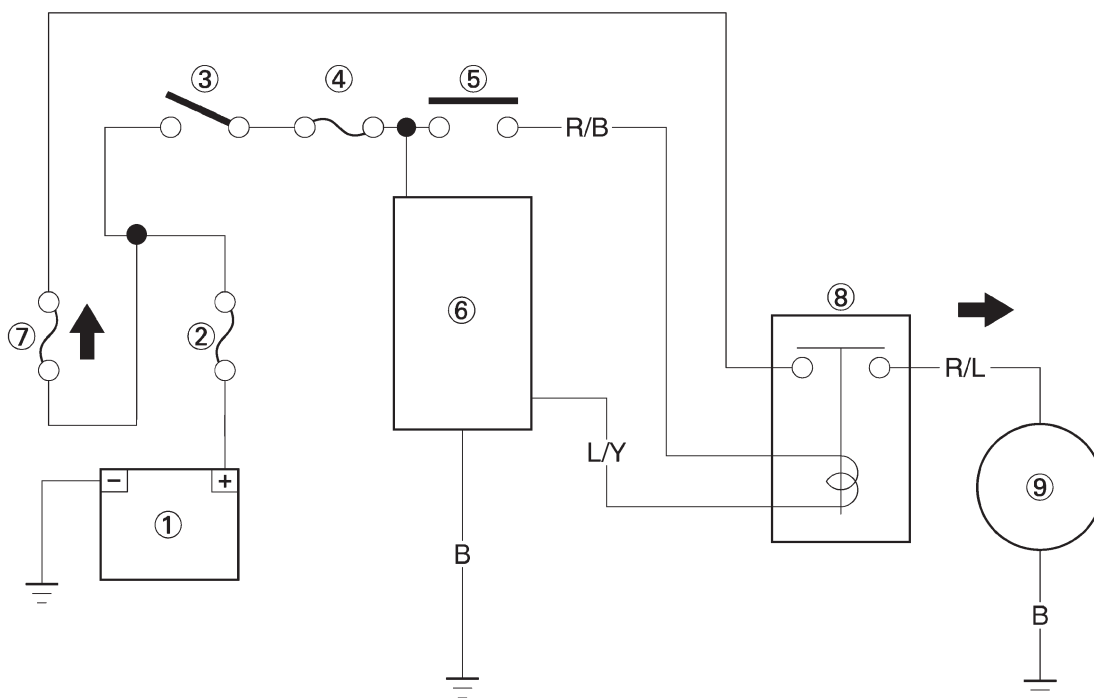 ③ ④ ⑤
R/B
⑦ ② ⑥ ⑧
R/L
L/Y
− +
① ⑨
B
B